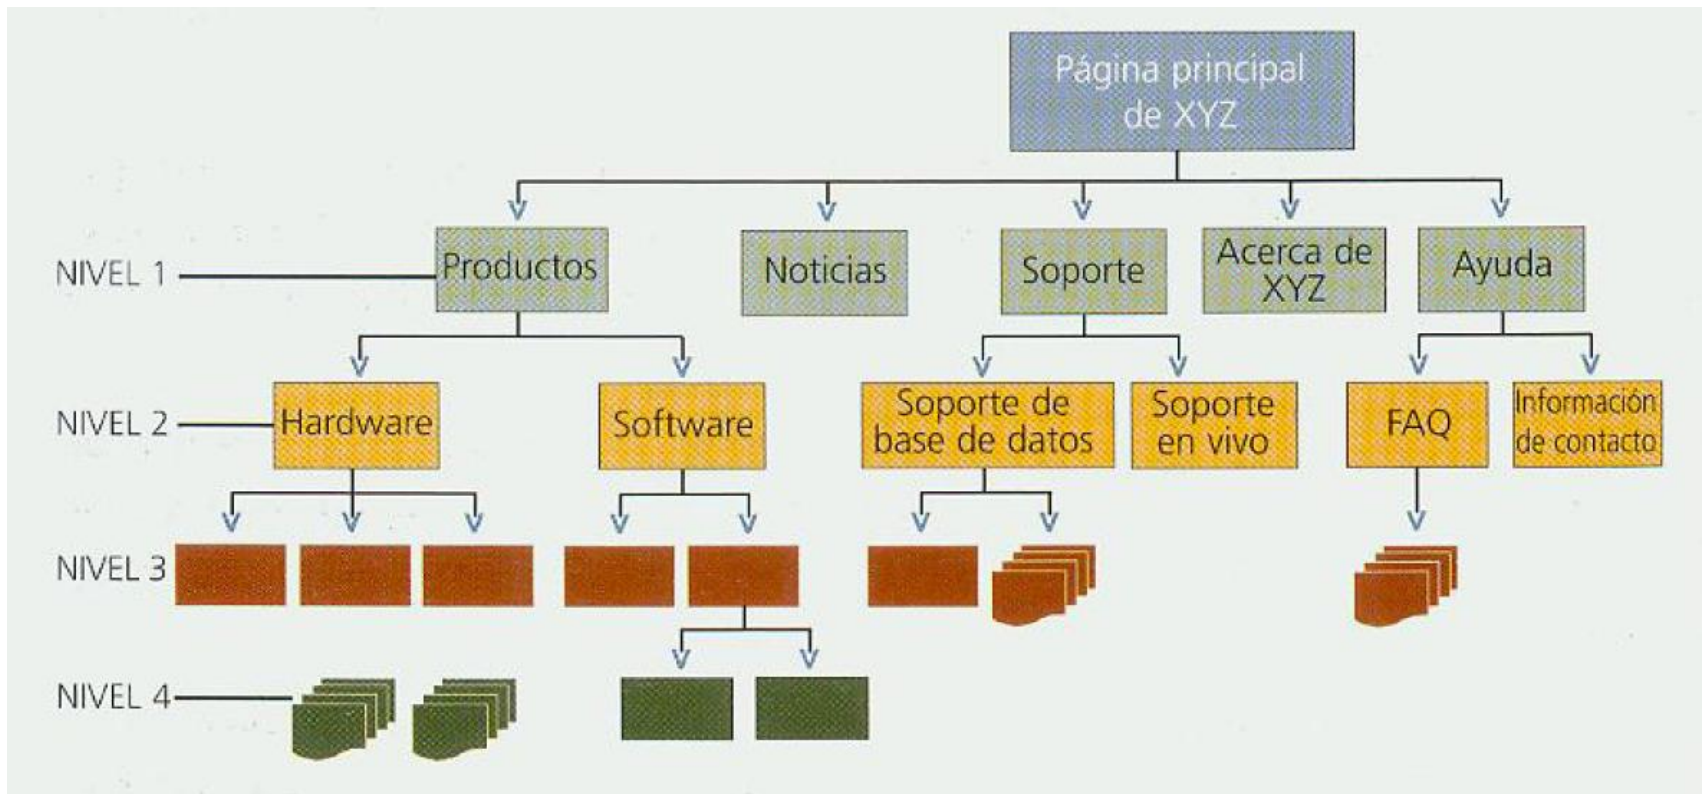 Página principal
de XYZ
NIVEL 1
Productos
Noticias
Soporte
Acerca de
XYZ
Ayuda
NIVEL 2
Hardware
Software
Soporte de
base de datos
Soporte
en vivo
FAQ
Información
de contacto
NIVEL 3
NIVEL 4